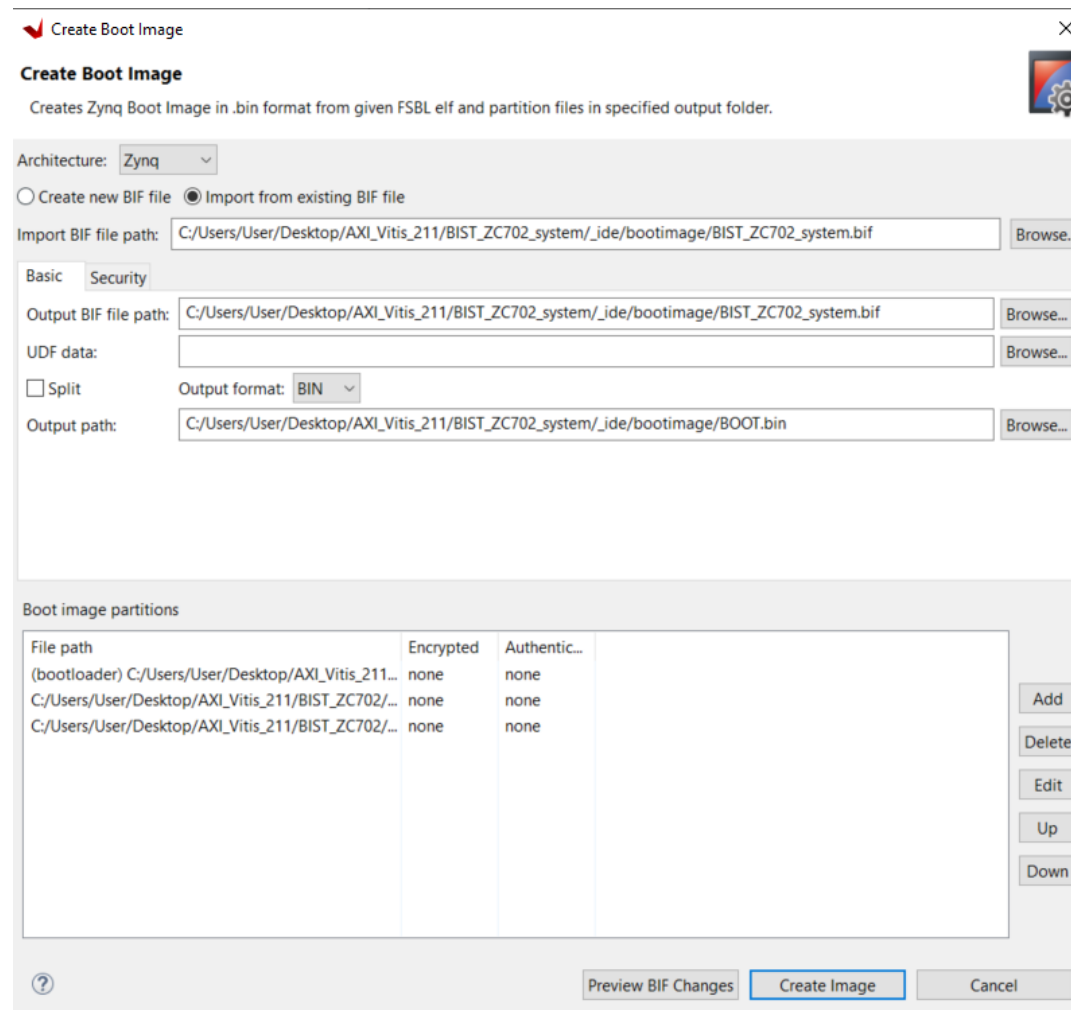 Create Boot Image
Create Boot Image
Creates Zynq Boot Image in .bin format from given FSBL elf and partition files in specified output folder.
Architecture: Zynq
Create new BIF file Import from existing BIF file
Import BIF file path: C:/Users/User/Desktop/AXI_Vitis_211/BIST_ZC702_system/_ide/bootimage/BIST_ZC702_system.bif Browse.
Basic Security
Output BIF file path: C:/Users/User/Desktop/AXI_Vitis_211/BIST_ZC702_system/_ide/bootimage/BIST_ZC702_system.bif Browse...
UDF data: Browse...
Split Output format: BIN
Output path: C:/Users/User/Desktop/AXI_Vitis_211/BIST_ZC702_system/_ide/bootimage/BOOT.bin Browse...
Boot image partitions
File path Encrypted Authentic...
(bootloader) C:/Users/User/Desktop/AXI_Vitis_211... none none
C:/Users/User/Desktop/AXI_Vitis_211/BIST_ZC702/... none none
C:/Users/User/Desktop/AXI_Vitis_211/BIST_ZC702/... none none
Add
Delete
Edit
Up
Down
? Preview BIF Changes Create Image Cancel